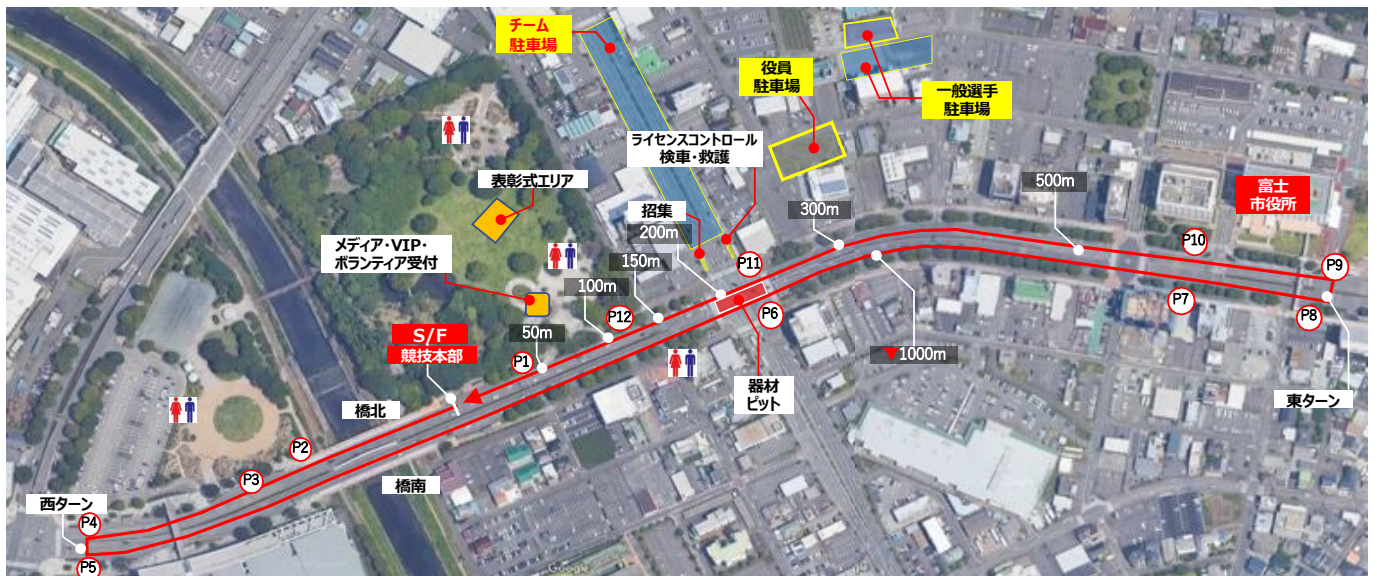 チーム
駐車場
役員
駐車場
一般選手
駐車場
ライセンスコントロール
検車・救護
表彰式エリア
招集
200m
300m
500m
富士
市役所
メディア・VIP・
ボランティア受付
150m
100m
50m
P11
P10
P9
P12
P6
P7
P8
S/F
競技本部
P1
▼1000m
器材
ピット
東ターン
橋北
P2
P3
橋南
西ターン
P4
P5
Google